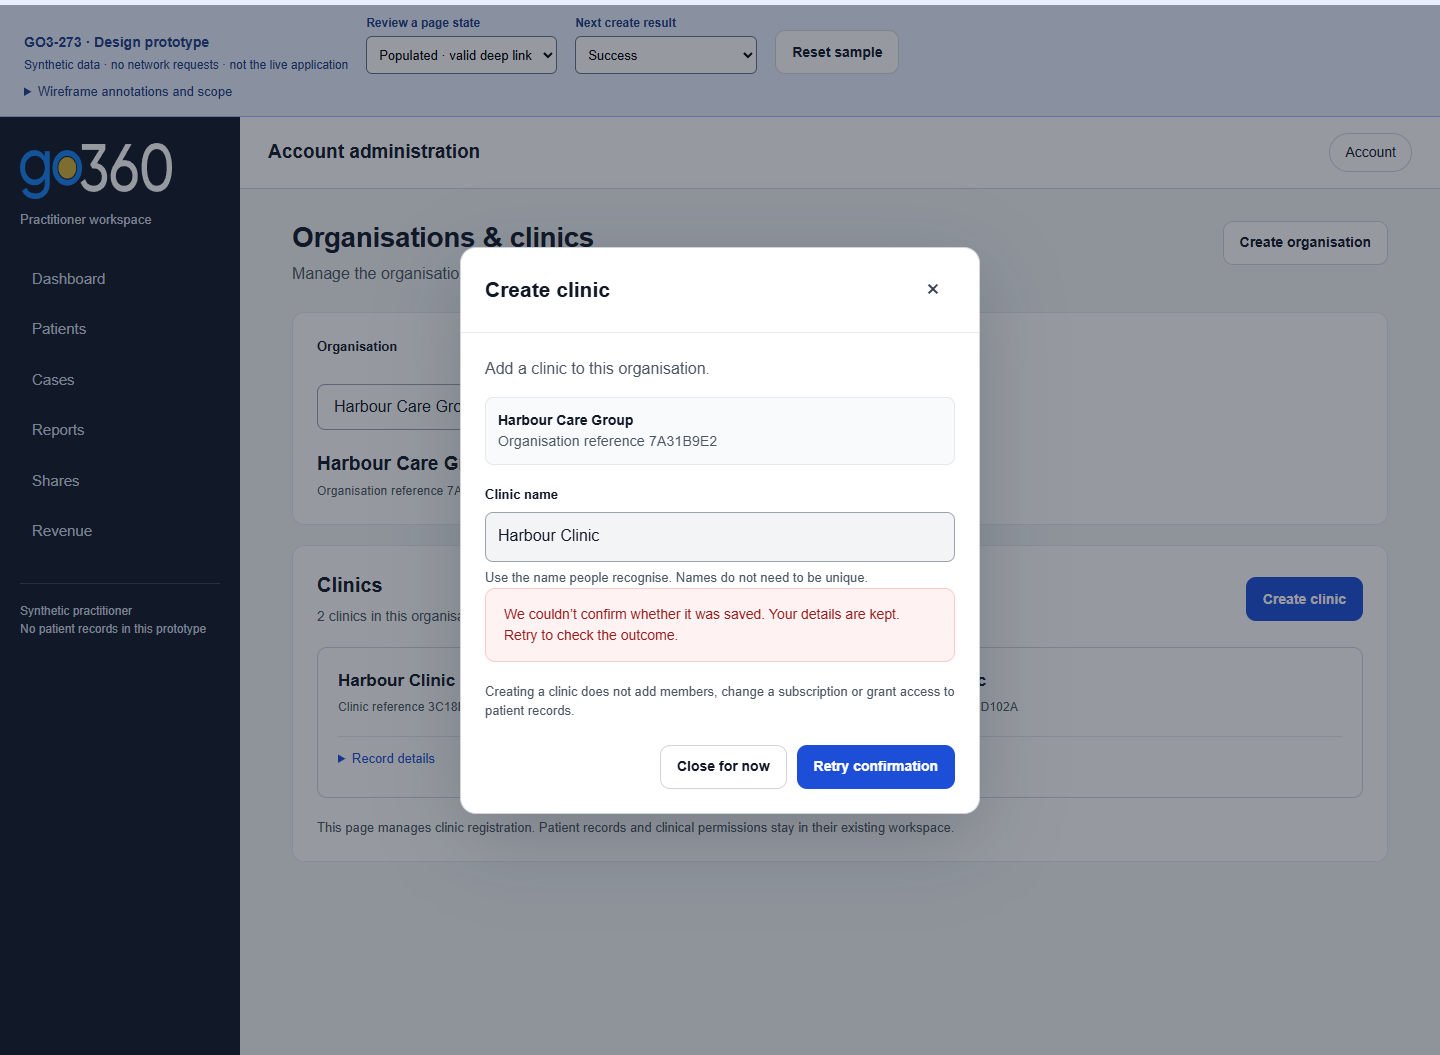 GO3-273 · Design prototype
Synthetic data · no network requests · not the live application
Wireframe annotations and scope
Review a page state
Populated · valid deep link
Next create result
Success
Reset sample
go360
Practitioner workspace
Dashboard
Patients
Cases
Reports
Shares
Revenue
Synthetic practitioner
No patient records in this prototype
Account administration
Account
Organisations & clinics
Manage the organisatio
Create organisation
Organisation
Harbour Care Gro
Harbour Care G
Organisation reference 7A
Clinics
2 clinics in this organisa
Create clinic
Harbour Clinic
Clinic reference 3C18
Record details
c
D102A
This page manages clinic registration. Patient records and clinical permissions stay in their existing workspace.
Create clinic
×
Add a clinic to this organisation.
Harbour Care Group
Organisation reference 7A31B9E2
Clinic name
Harbour Clinic
Use the name people recognise. Names do not need to be unique.
We couldn’t confirm whether it was saved. Your details are kept.
Retry to check the outcome.
Creating a clinic does not add members, change a subscription or grant access to
patient records.
Close for now
Retry confirmation